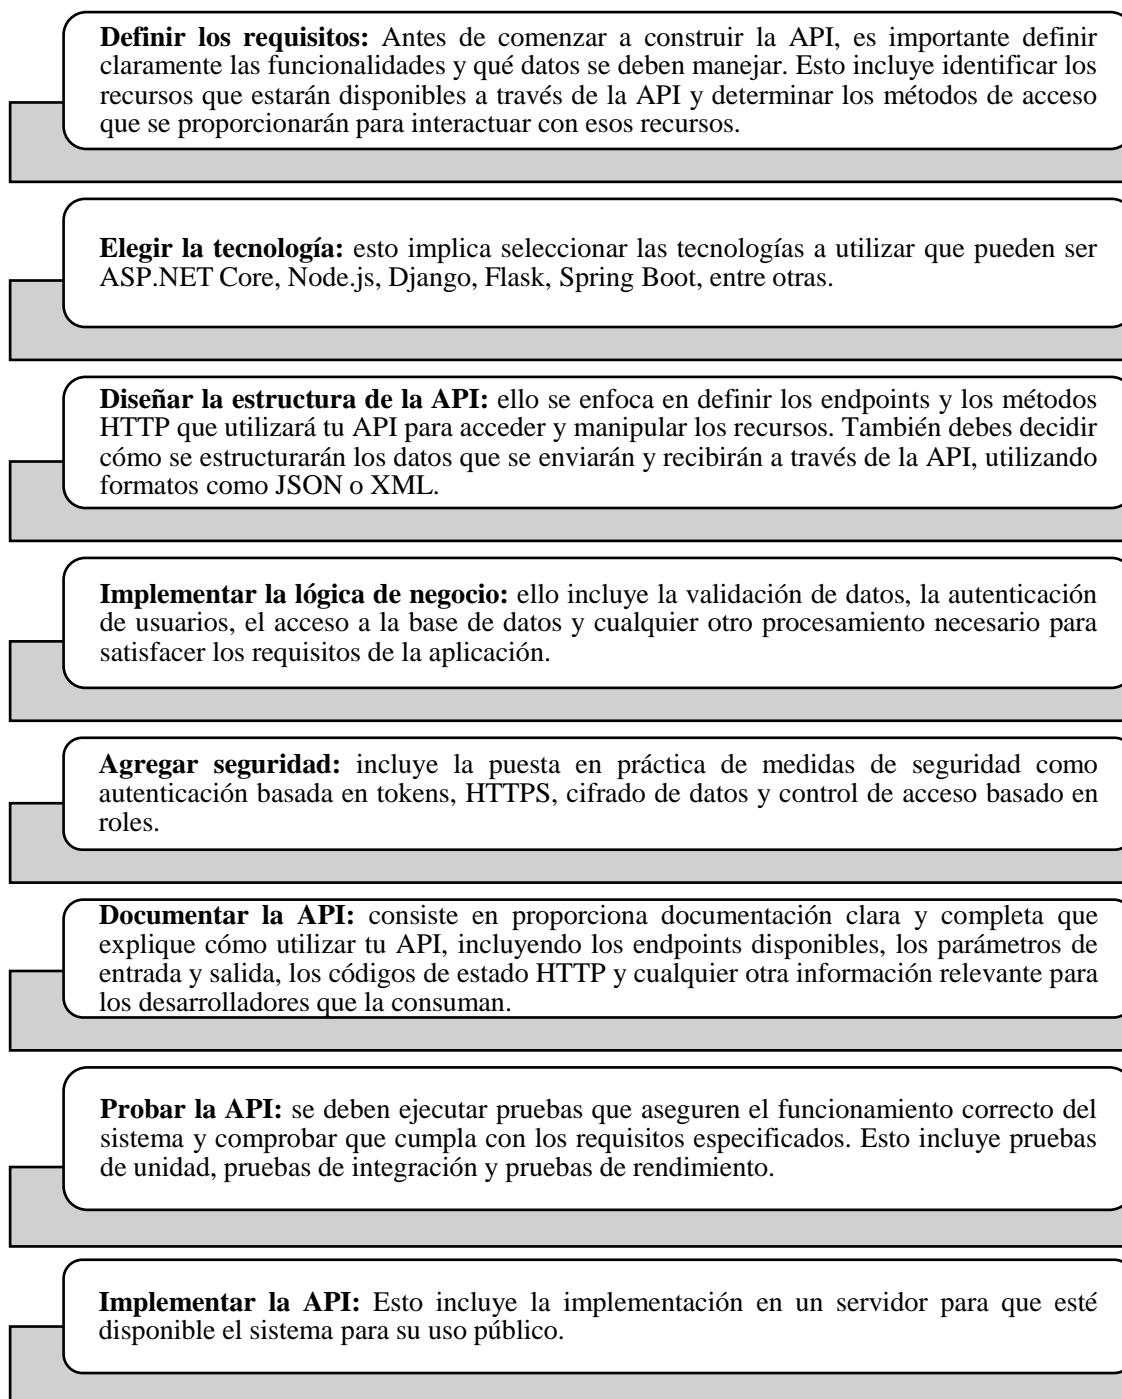 Definir los requisitos: Antes de comenzar a construir la API, es importante definir
claramente las funcionalidades y qué datos se deben manejar. Esto incluye identificar los
recursos que estarán disponibles a través de la API y determinar los métodos de acceso
que se proporcionarán para interactuar con esos recursos.
Elegir la tecnología: esto implica seleccionar las tecnologías a utilizar que pueden ser
ASP.NET Core, Node.js, Django, Flask, Spring Boot, entre otras.
Diseñar la estructura de la API: ello se enfoca en definir los endpoints y los métodos
HTTP que utilizará tu API para acceder y manipular los recursos. También debes decidir
cómo se estructurarán los datos que se enviarán y recibirán a través de la API, utilizando
formatos como JSON o XML.
Implementar la lógica de negocio: ello incluye la validación de datos, la autenticación
de usuarios, el acceso a la base de datos y cualquier otro procesamiento necesario para
satisfacer los requisitos de la aplicación.
Agregar seguridad: incluye la puesta en práctica de medidas de seguridad como
autenticación basada en tokens, HTTPS, cifrado de datos y control de acceso basado en
roles.
Documentar la API: consiste en proporciona documentación clara y completa que
explique cómo utilizar tu API, incluyendo los endpoints disponibles, los parámetros de
entrada y salida, los códigos de estado HTTP y cualquier otra información relevante para
los desarrolladores que la consuman.
Probar la API: se deben ejecutar pruebas que aseguren el funcionamiento correcto del
sistema y comprobar que cumpla con los requisitos especificados. Esto incluye pruebas
de unidad, pruebas de integración y pruebas de rendimiento.
Implementar la API: Esto incluye la implementación en un servidor para que esté
disponible el sistema para su uso público.